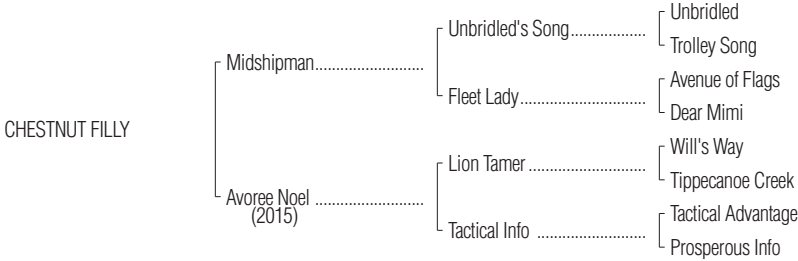 Unbridled
Unbridled's Song..................
Trolley Song
Midshipman..........................
Avenue of Flags
Fleet Lady..............................
Dear Mimi
CHESTNUT FILLY
Will's Way
Lion Tamer............................
Tippecanoe Creek
Avoree Noel ..........................
(2015)
Tactical Advantage
Tactical Info ..........................
Prosperous Info